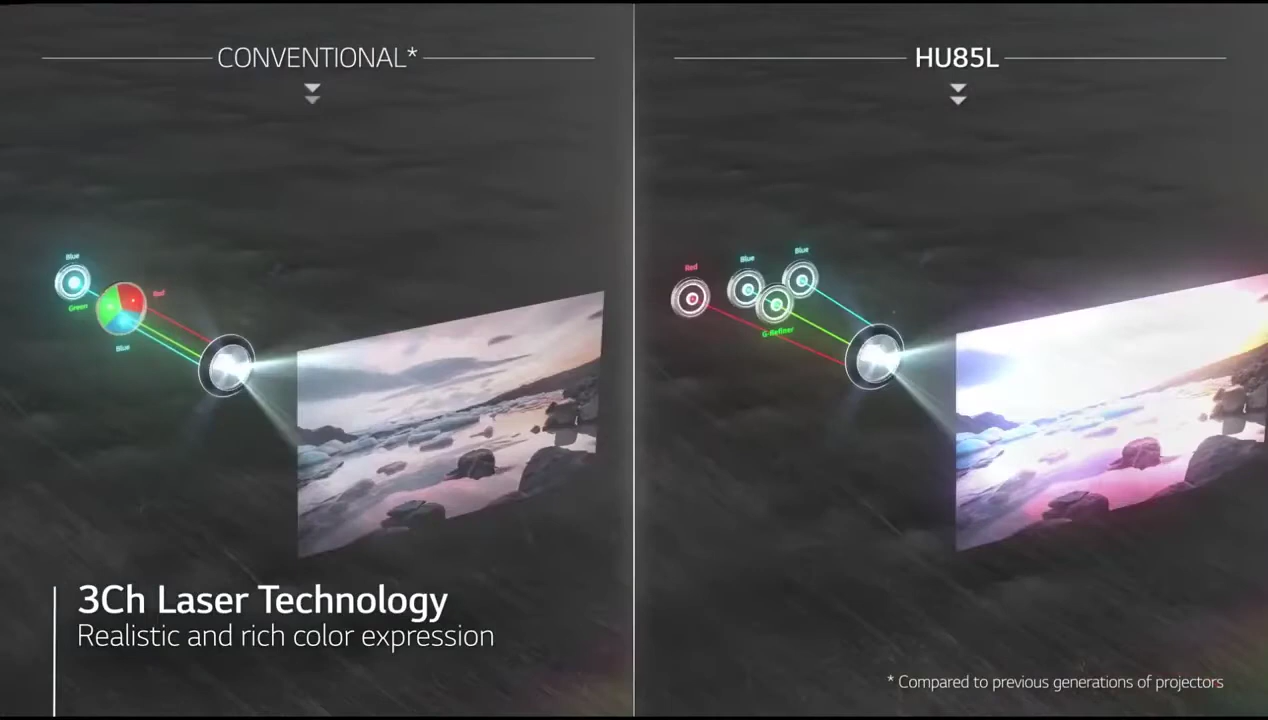 CONVENTIONAL*
HU85L
Blue
Green
Red
Blue
Red
Blue
Blue
G-Refiner
3Ch Laser Technology
Realistic and rich color expression
* Compared to previous generations of projectors